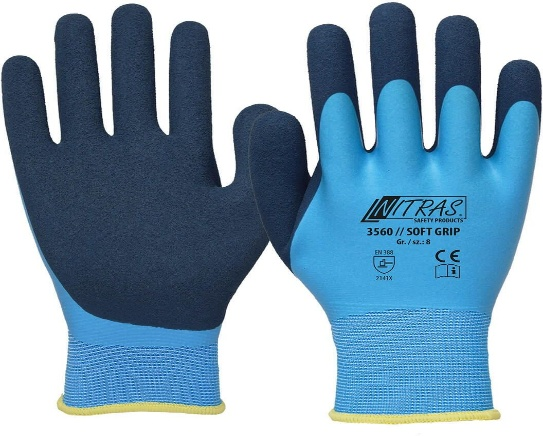 NITRAS
SAFETY PRODUCTS
3560 // SOFT GRIP
Gr. / sz.: 8
EN 388
CE
2141X
i